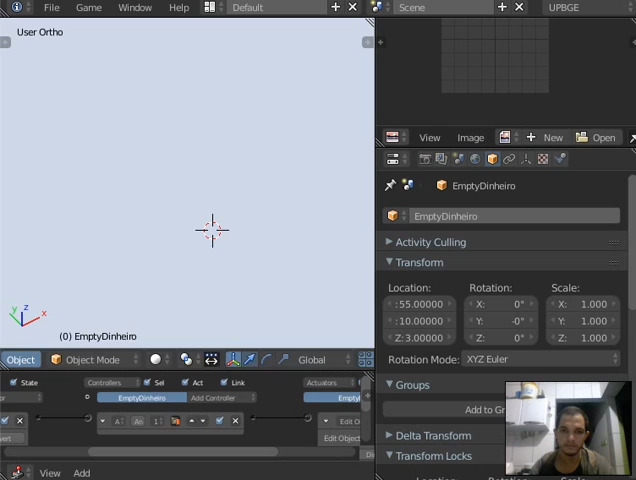 File Game Window Help Default Scene UPBGE
User Ortho
View Image New Open
EmptyDinheiro
EmptyDinheiro
Activity Culling
Transform
Location: Rotation: Scale:
:55.00000 X: 0° X: 1.000
:10.00000 Y: -0° Y: 1.000
Z:3.00000 Z: 0° Z: 1.000
Rotation Mode: XYZ Euler
Groups
Add to Gr
Delta Transform
Transform Locks
z
y
x
(0) EmptyDinheiro
Object Object Mode Global
State Controllers Sel Act Link Actuators
EmptyDinheiro Add Controller
A 1
Edit Object
View Add